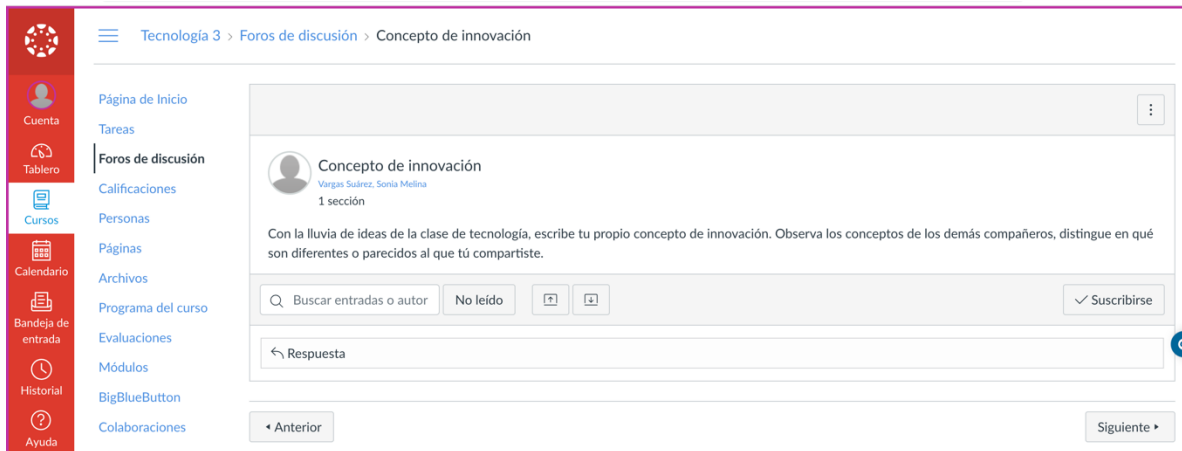 Tecnología 3 > Foros de discusión > Concepto de innovación
Cuenta
Tablero
Cursos
Calendario
Bandeja de
entrada
Historial
Ayuda
Página de Inicio
Tareas
Foros de discusión
Calificaciones
Personas
Páginas
Archivos
Programa del curso
Evaluaciones
Módulos
BigBlueButton
Colaboraciones
Concepto de innovación
Vargas Suárez, Sonia Melina
1 sección
Con la lluvia de ideas de la clase de tecnología, escribe tu propio concepto de innovación. Observa los conceptos de los demás compañeros, distingue en qué
son diferentes o parecidos al que tú compartiste.
Buscar entradas o autor No leído Suscribirse
Respuesta
Anterior Siguiente